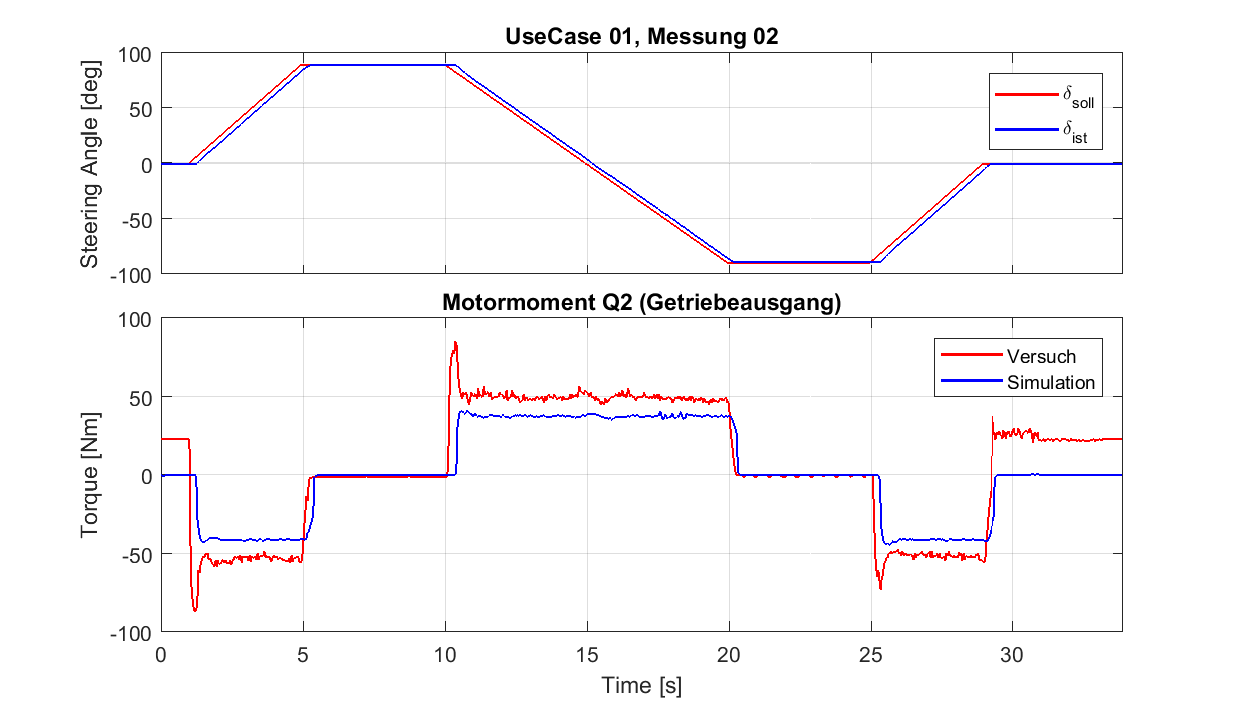 UseCase 01, Messung 02
Steering Angle [deg]
100
50
0
-50
-100
δsoll
δist
Motormoment Q2 (Getriebeausgang)
Torque [Nm]
100
50
0
-50
-100
Versuch
Simulation
0 5 10 15 20 25 30
Time [s]